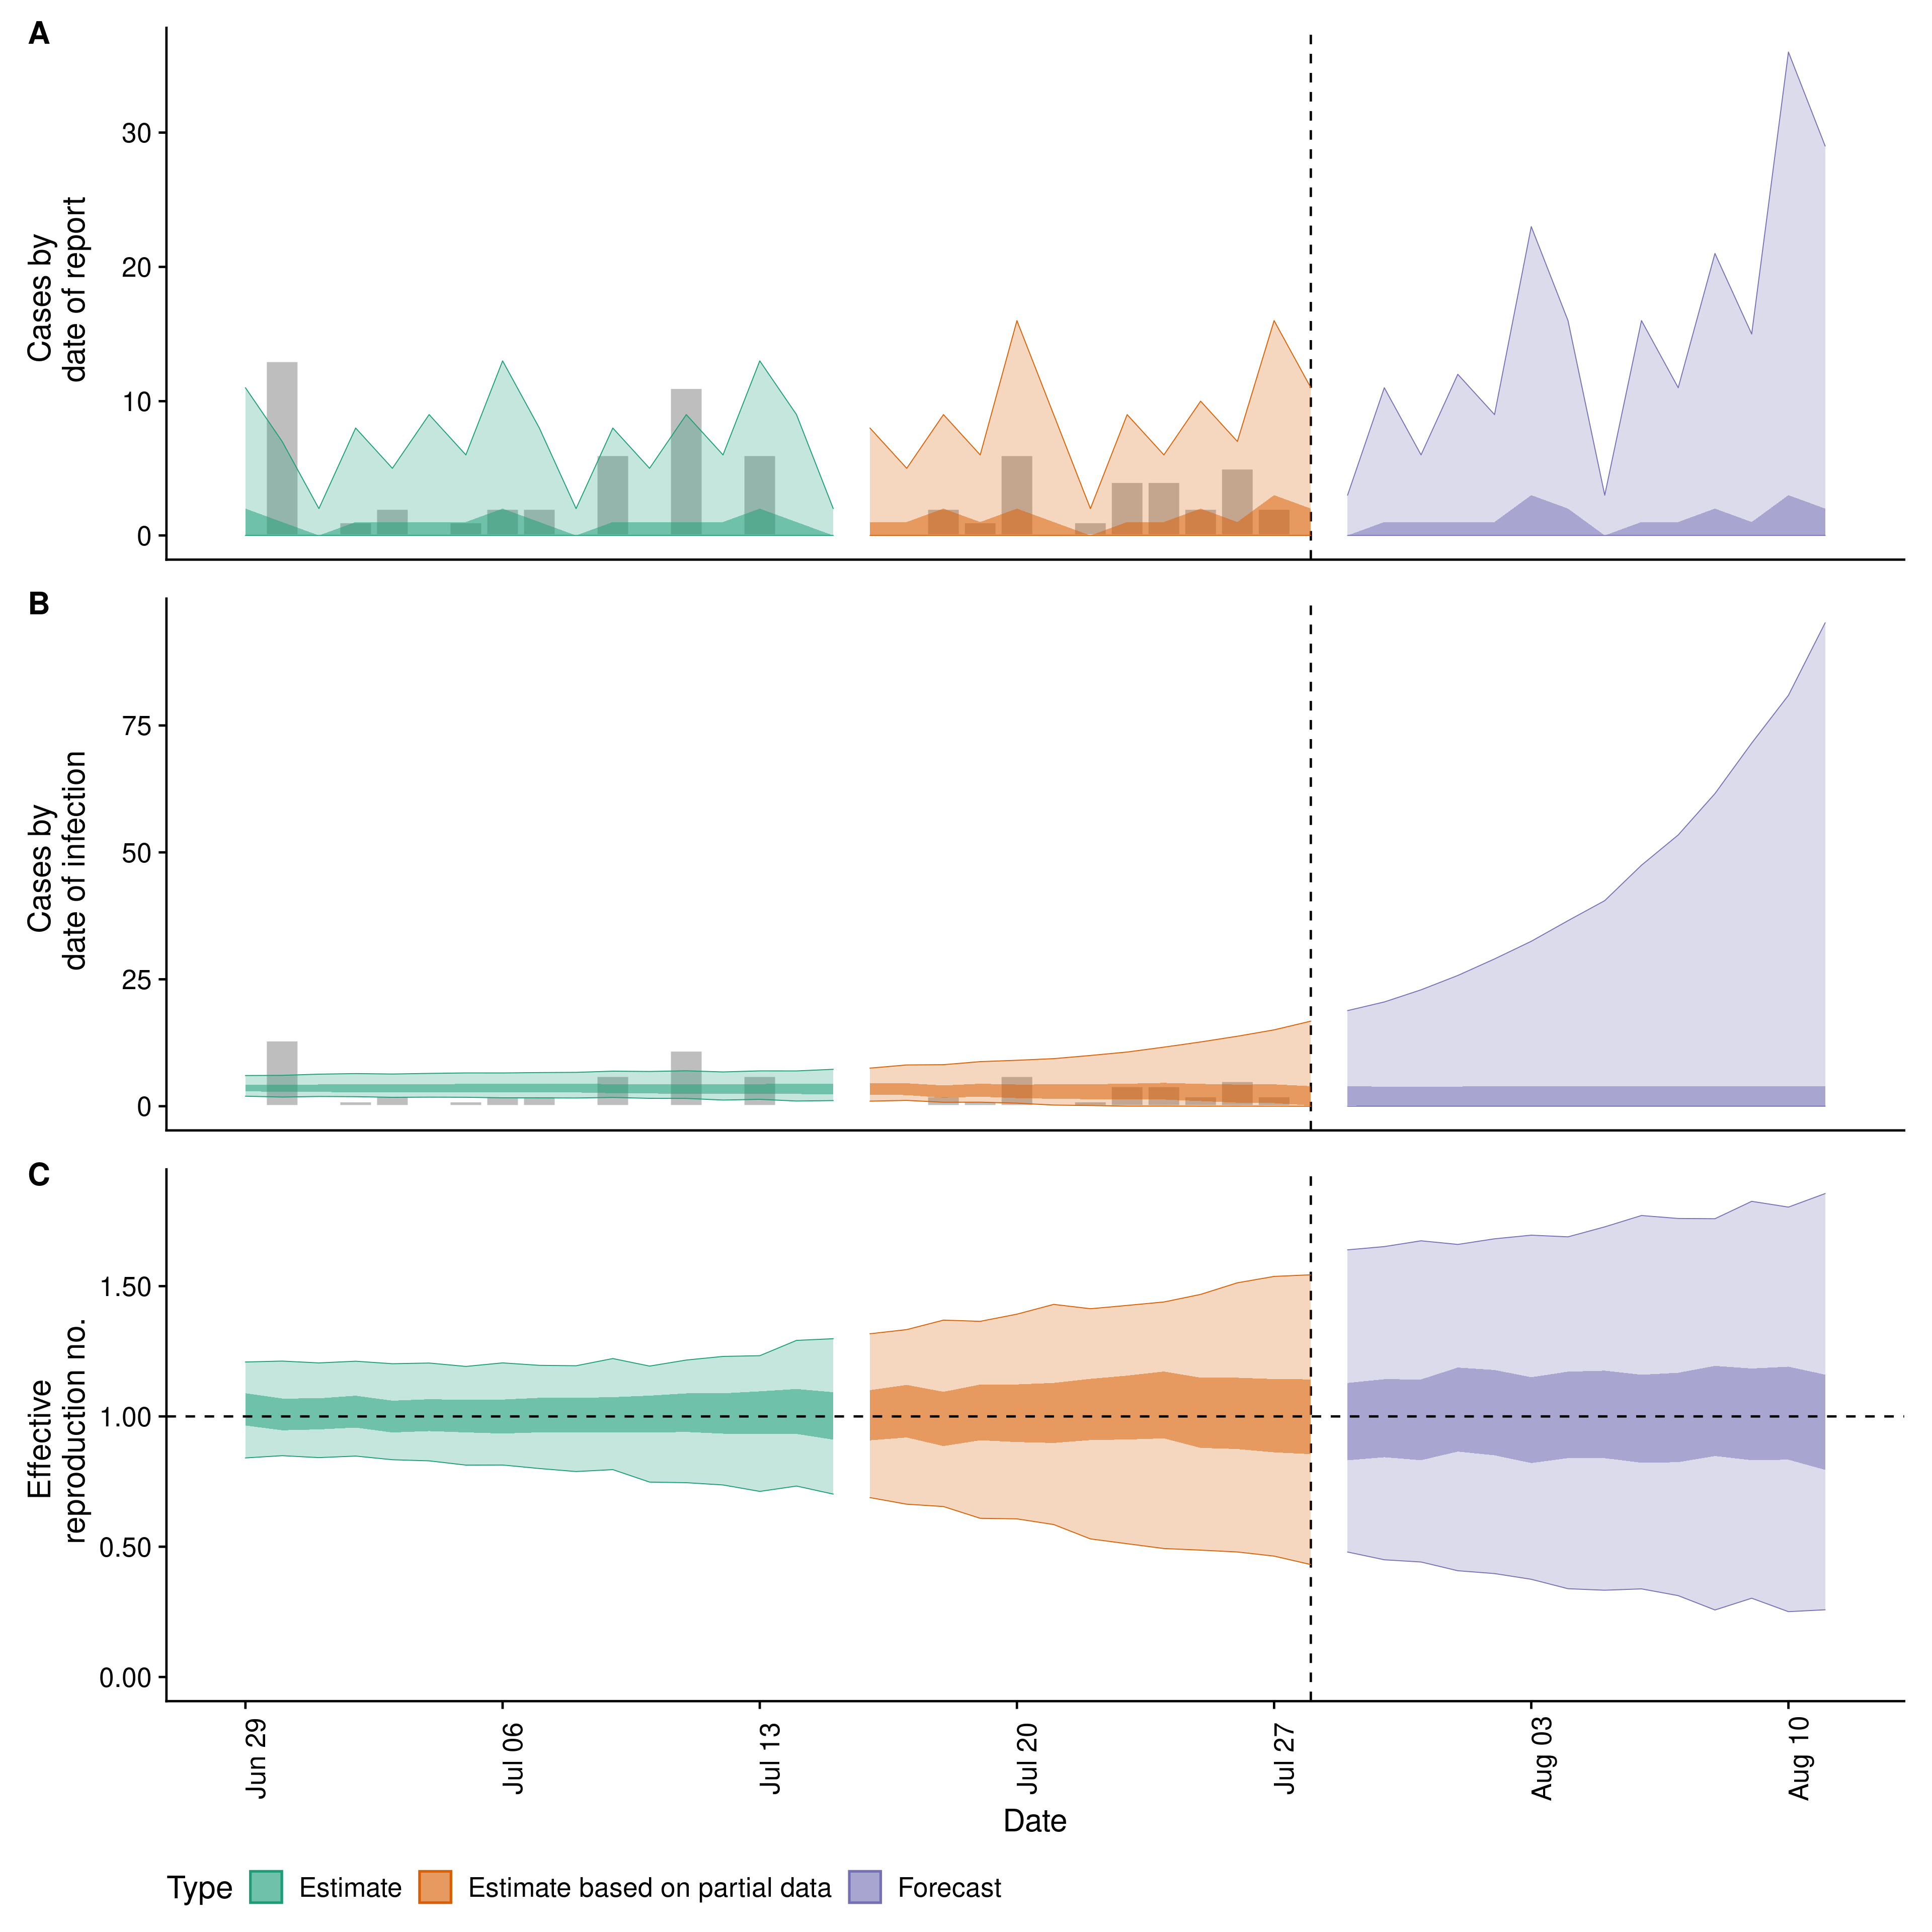 A
Cases by
date of report
30
20
10
0
B
Cases by
date of infection
75
50
25
0
C
Effective
reproduction no.
1.50
1.00
0.50
0.00
Jun 29
Jul 06
Jul 13
Jul 20
Jul 27
Aug 03
Aug 10
Date
Type Estimate Estimate based on partial data Forecast